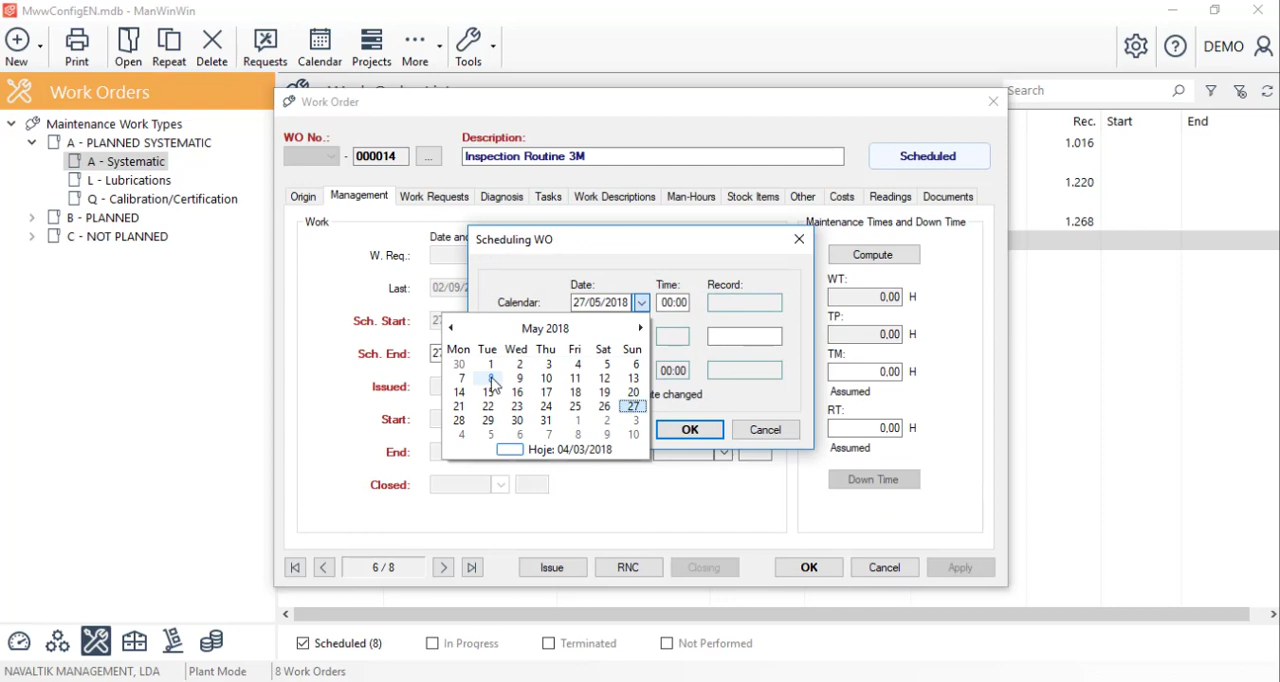 MwwConfigEN.mdb - ManWinWin
New Print Open Repeat Delete Requests Calendar Projects More Tools DEMO
Work Orders
Search
Maintenance Work Types
A - PLANNED SYSTEMATIC
A - Systematic
L - Lubrications
Q - Calibration/Certification
B - PLANNED
C - NOT PLANNED
Rec. Start End
1.016
1.220
1.268
Work Order
WO No.: Description:
- 000014 ... Inspection Routine 3M Scheduled
Origin Management Work Requests Diagnosis Tasks Work Descriptions Man-Hours Stock Items Other Costs Readings Documents
Work
Date and
W. Req.:
Last: 02/09/2
Sch. Start: 27
Sch. End: 27
Issued:
Start:
End:
Closed:
Scheduling WO
Date: Time: Record:
Calendar: 27/05/2018 00:00
00:00
te changed
OK Cancel
May 2018
Mon Tue Wed Thu Fri Sat Sun
30 1 2 3 4 5 6
7 8 9 10 11 12 13
14 15 16 17 18 19 20
21 22 23 24 25 26 27
28 29 30 31 1 2 3
4 5 6 7 8 9 10
Hoje: 04/03/2018
Maintenance Times and Down Time
Compute
WT:
0,00 H
TP:
0,00 H
TM:
0,00 H
Assumed
RT:
0,00 H
Assumed
Down Time
6 / 8 Issue RNC Closing OK Cancel Apply
Scheduled (8) In Progress Terminated Not Performed
NAVALTIK MANAGEMENT, LDA Plant Mode 8 Work Orders